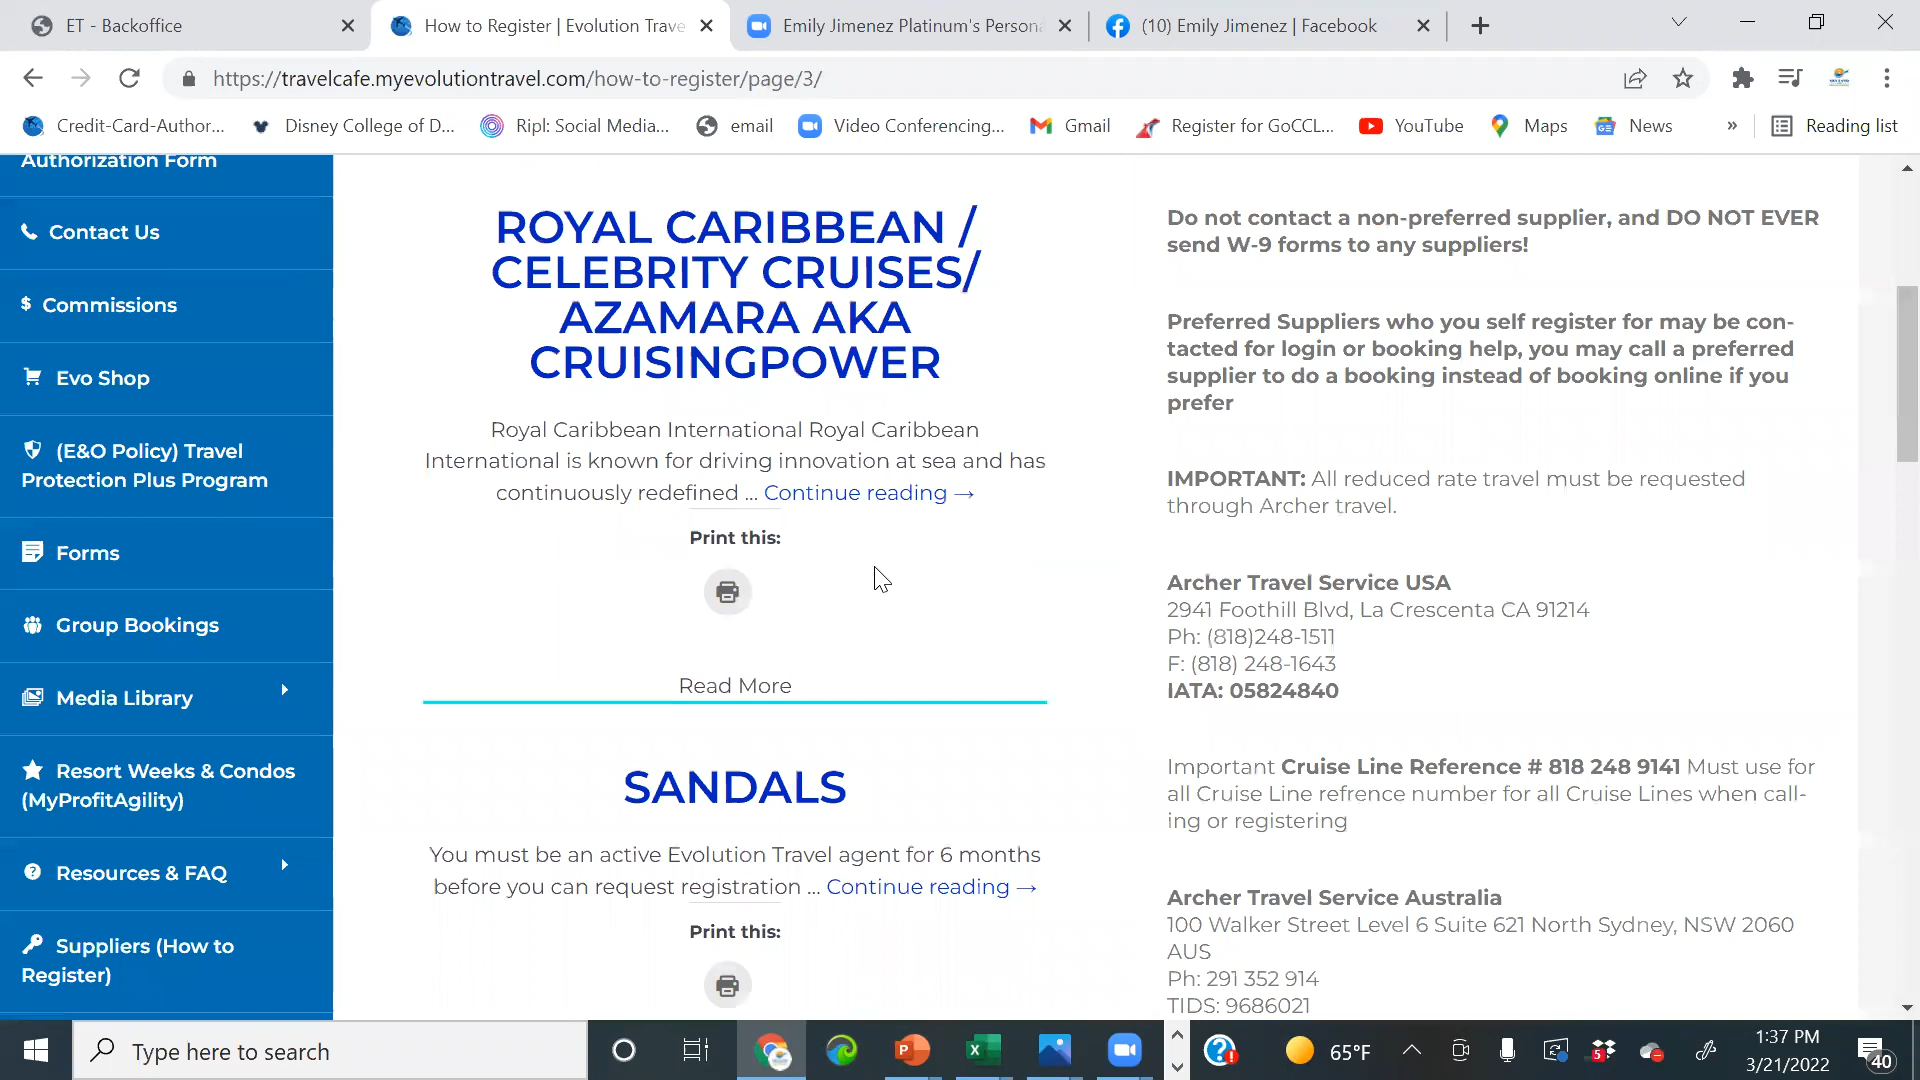 ET - Backoffice
How to Register | Evolution Trave
Emily Jimenez Platinum's Persona
(10) Emily Jimenez | Facebook
https://travelcafe.myevolutiontravel.com/how-to-register/page/3/
Credit-Card-Author...
Disney College of D...
Ripl: Social Media...
email
Video Conferencing...
Gmail
Register for GoCCL...
YouTube
Maps
News
»
Reading list
Authorization Form
Contact Us
$ Commissions
Evo Shop
(E&O Policy) Travel
Protection Plus Program
Forms
Group Bookings
Media Library
Resort Weeks & Condos
(MyProfitAgility)
Resources & FAQ
Suppliers (How to
Register)
ROYAL CARIBBEAN /
CELEBRITY CRUISES/
AZAMARA AKA
CRUISINGPOWER
Royal Caribbean International Royal Caribbean
International is known for driving innovation at sea and has
continuously redefined ... Continue reading →
Print this:
Read More
SANDALS
You must be an active Evolution Travel agent for 6 months
before you can request registration ... Continue reading →
Print this:
Do not contact a non-preferred supplier, and DO NOT EVER
send W-9 forms to any suppliers!
Preferred Suppliers who you self register for may be con-
tacted for login or booking help, you may call a preferred
supplier to do a booking instead of booking online if you
prefer
IMPORTANT: All reduced rate travel must be requested
through Archer travel.
Archer Travel Service USA
2941 Foothill Blvd, La Crescenta CA 91214
Ph: (818)248-1511
F: (818) 248-1643
IATA: 05824840
Important Cruise Line Reference # 818 248 9141 Must use for
all Cruise Line refrence number for all Cruise Lines when call-
ing or registering
Archer Travel Service Australia
100 Walker Street Level 6 Suite 621 North Sydney, NSW 2060
AUS
Ph: 291 352 914
TIDS: 9686021
Type here to search
65°F
5
1:37 PM
3/21/2022
40